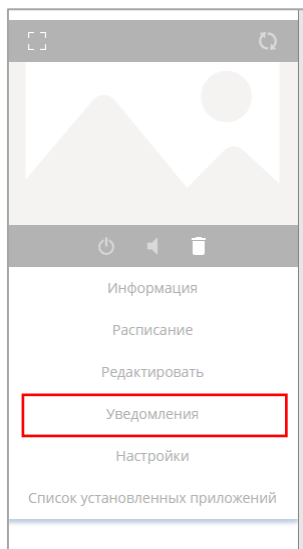 Информация
Расписание
Редактировать
Уведомления
Настройки
Список установленных приложений